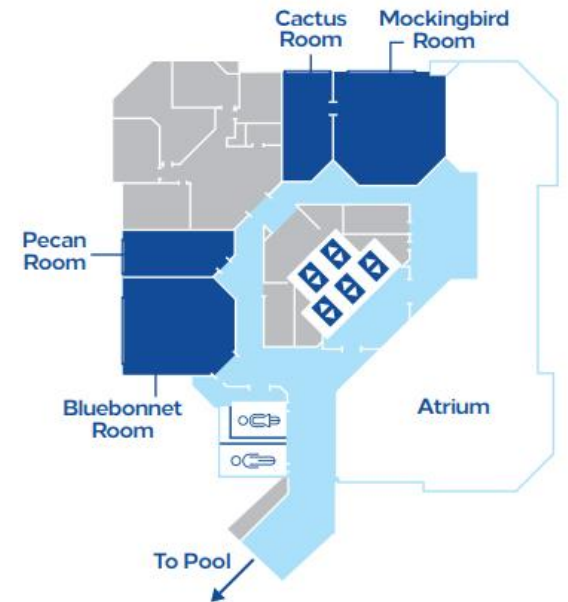 Cactus
Room
Mockingbird
Room
Pecan
Room
Bluebonnet
Room
Atrium
To Pool